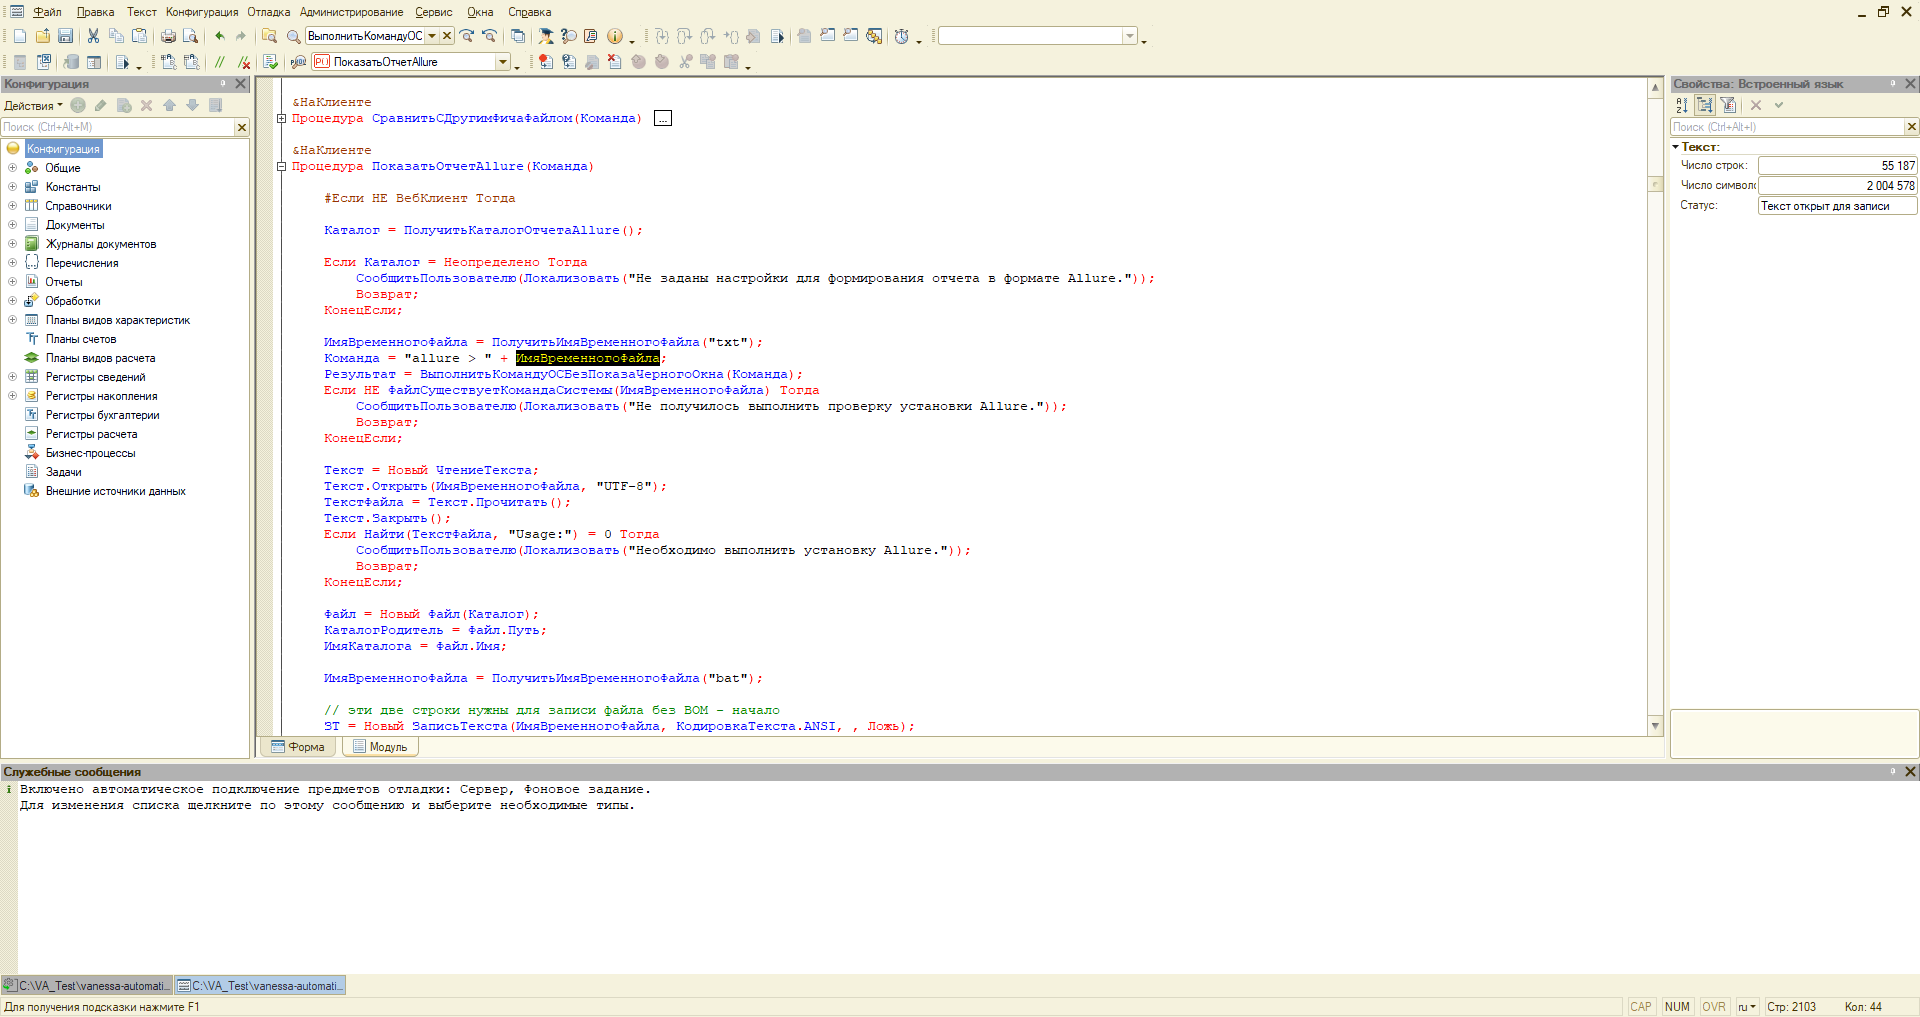 Файл Правка Текст Конфигурация Отладка Администрирование Сервис Окна Справка
ВыполнитьКомандуОС
ПоказатьОтчетAllure
Конфигурация
Действия
Поиск (Ctrl+Alt+M)
Конфигурация
Общие
Константы
Справочники
Документы
Журналы документов
Перечисления
Отчеты
Обработки
Планы видов характеристик
Планы счетов
Планы видов расчета
Регистры сведений
Регистры накопления
Регистры бухгалтерии
Регистры расчета
Бизнес-процессы
Задачи
Внешние источники данных
&НаКлиенте
Процедура СравнитьСДругимФичаФайлом(Команда) ...
&НаКлиенте
Процедура ПоказатьОтчетAllure(Команда)
#Если НЕ ВебКлиент Тогда
Каталог = ПолучитьКаталогОтчетаAllure();
Если Каталог = Неопределено Тогда
СообщитьПользователю(Локализовать("Не заданы настройки для формирования отчета в формате Allure."));
Возврат;
КонецЕсли;
ИмяВременногоФайла = ПолучитьИмяВременногоФайла("txt");
Команда = "allure > " + ИмяВременногоФайла;
Результат = ВыполнитьКомандуОСБезПоказаЧерногоОкна(Команда);
Если НЕ ФайлСуществуетКомандаСистемы(ИмяВременногоФайла) Тогда
СообщитьПользователю(Локализовать("Не получилось выполнить проверку установки Allure."));
Возврат;
КонецЕсли;
Текст = Новый ЧтениеТекста;
Текст.Открыть(ИмяВременногоФайла, "UTF-8");
ТекстФайла = Текст.Прочитать();
Текст.Закрыть();
Если Найти(ТекстФайла, "Usage:") = 0 Тогда
СообщитьПользователю(Локализовать("Необходимо выполнить установку Allure."));
Возврат;
КонецЕсли;
Файл = Новый Файл(Каталог);
КаталогРодитель = Файл.Путь;
ИмяКаталога = Файл.Имя;
ИмяВременногоФайла = ПолучитьИмяВременногоФайла("bat");
// эти две строки нужны для записи файла без BOM - начало
ЗТ = Новый ЗаписьТекста(ИмяВременногоФайла, КодировкаТекста.ANSI, , Ложь);
Форма Модуль
Свойства: Встроенный язык
Поиск (Ctrl+Alt+I)
Текст:
Число строк: 55 187
Число символо 2 004 578
Статус: Текст открыт для записи
Служебные сообщения
Включено автоматическое подключение предметов отладки: Сервер, Фоновое задание.
Для изменения списка щелкните по этому сообщению и выберите необходимые типы.
C:\VA_Test\vanessa-automati... C:\VA_Test\vanessa-automati...
Для получения подсказки нажмите F1 CAP NUM OVR ru Стр: 2103 Кол: 44